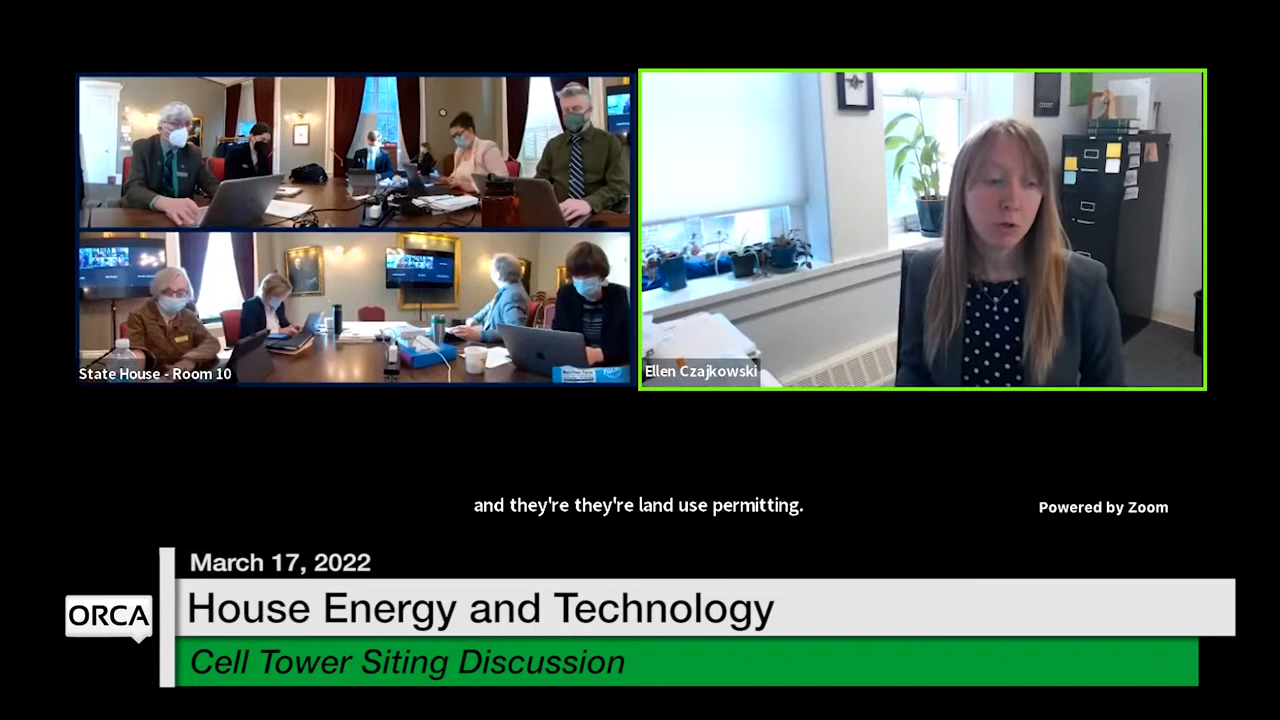 State House - Room 10
Ellen Czajkowski
and they're they're land use permitting.
Powered by Zoom
March 17, 2022
ORCA
House Energy and Technology
Cell Tower Siting Discussion